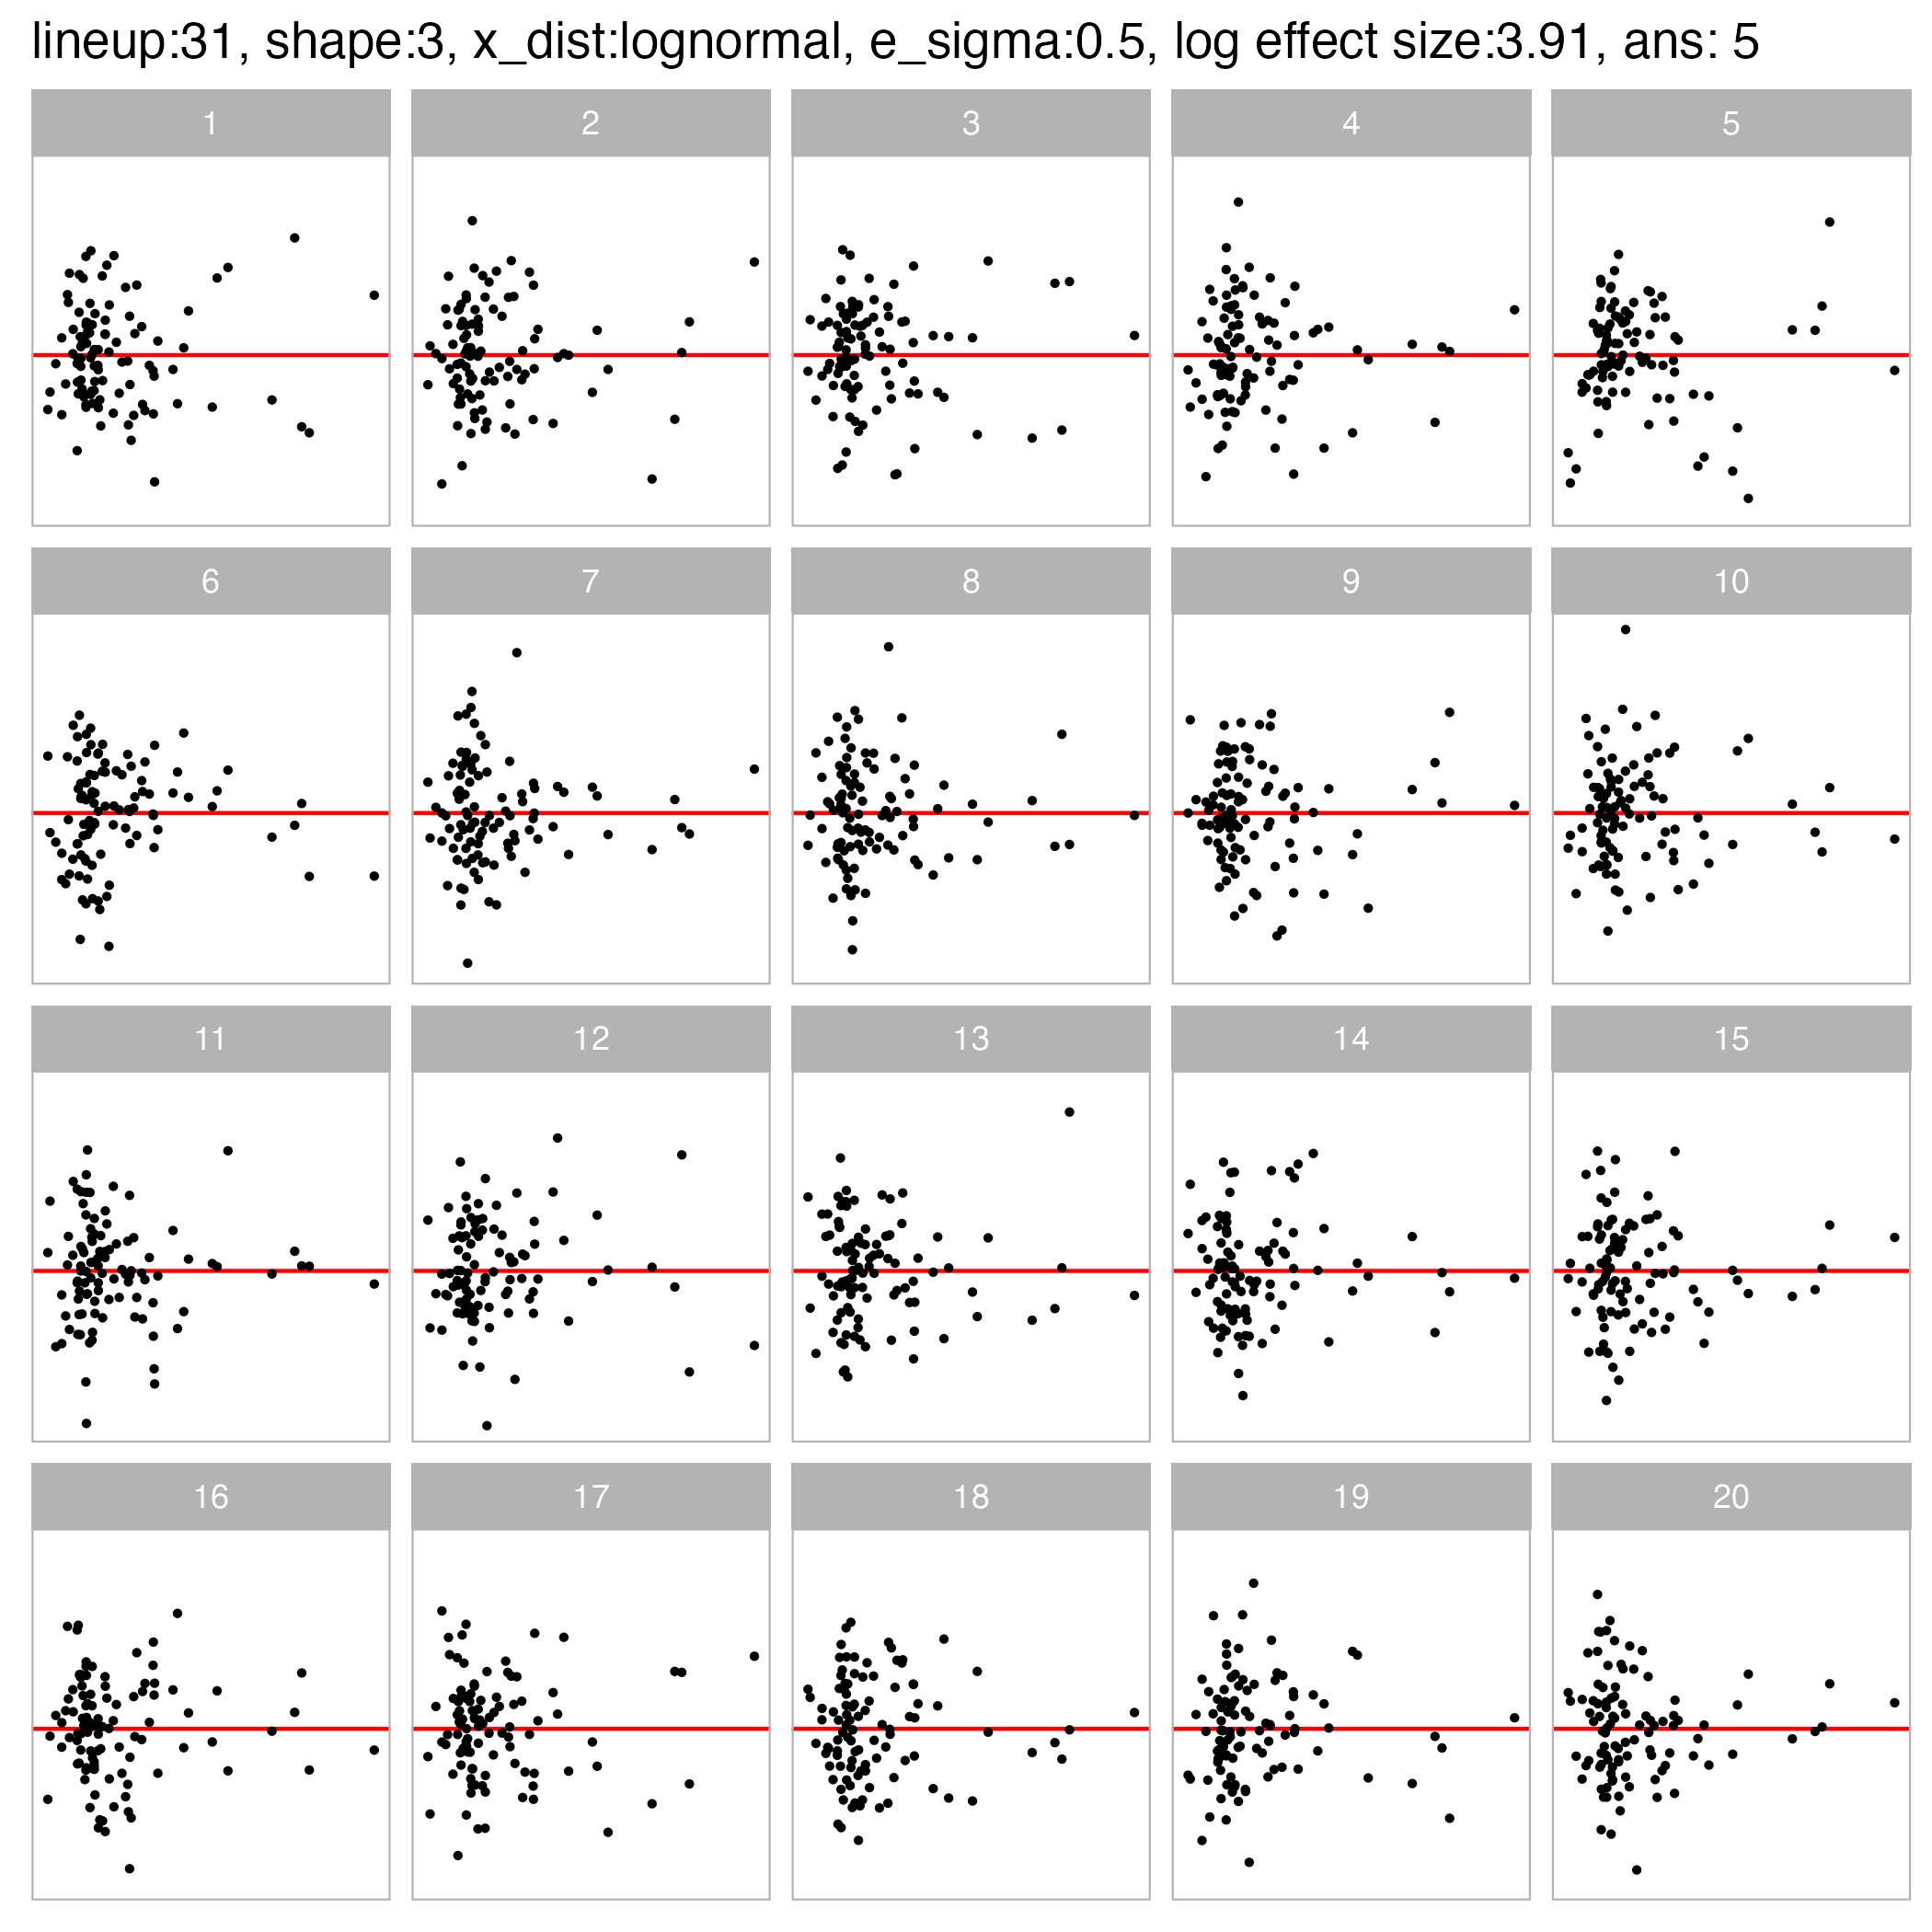 lineup:31, shape:3, x_dist:lognormal, e_sigma:0.5, log effect size:3.91, ans: 5
1 2 3 4 5
6 7 8 9 10
11 12 13 14 15
16 17 18 19 20